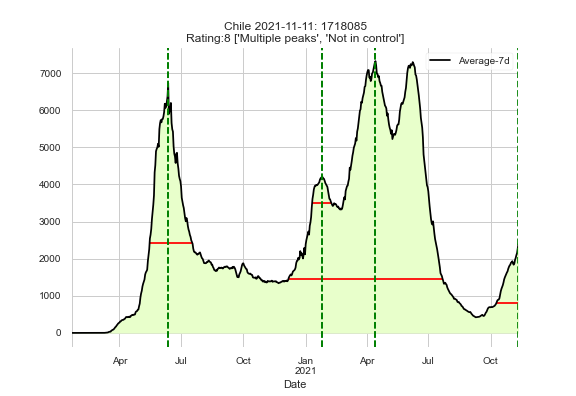 Chile 2021-11-11: 1718085
Rating:8 ['Multiple peaks', 'Not in control']
Average-7d
7000
6000
5000
4000
3000
2000
1000
0
Apr Jul Oct Jan Apr Jul Oct
2021
Date